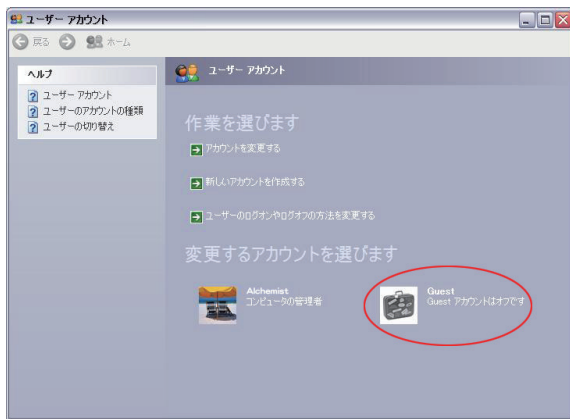 ユーザー アカウント
戻る ホーム
ヘルプ
ユーザー アカウント
ユーザーのアカウントの種類
ユーザーの切り替え
ユーザー アカウント
作業を選びます
アカウントを変更する
新しいアカウントを作成する
ユーザーのログオンやログオフの方法を変更する
変更するアカウントを選びます
Alchemist
コンピュータの管理者
Guest
Guest アカウントはオフです